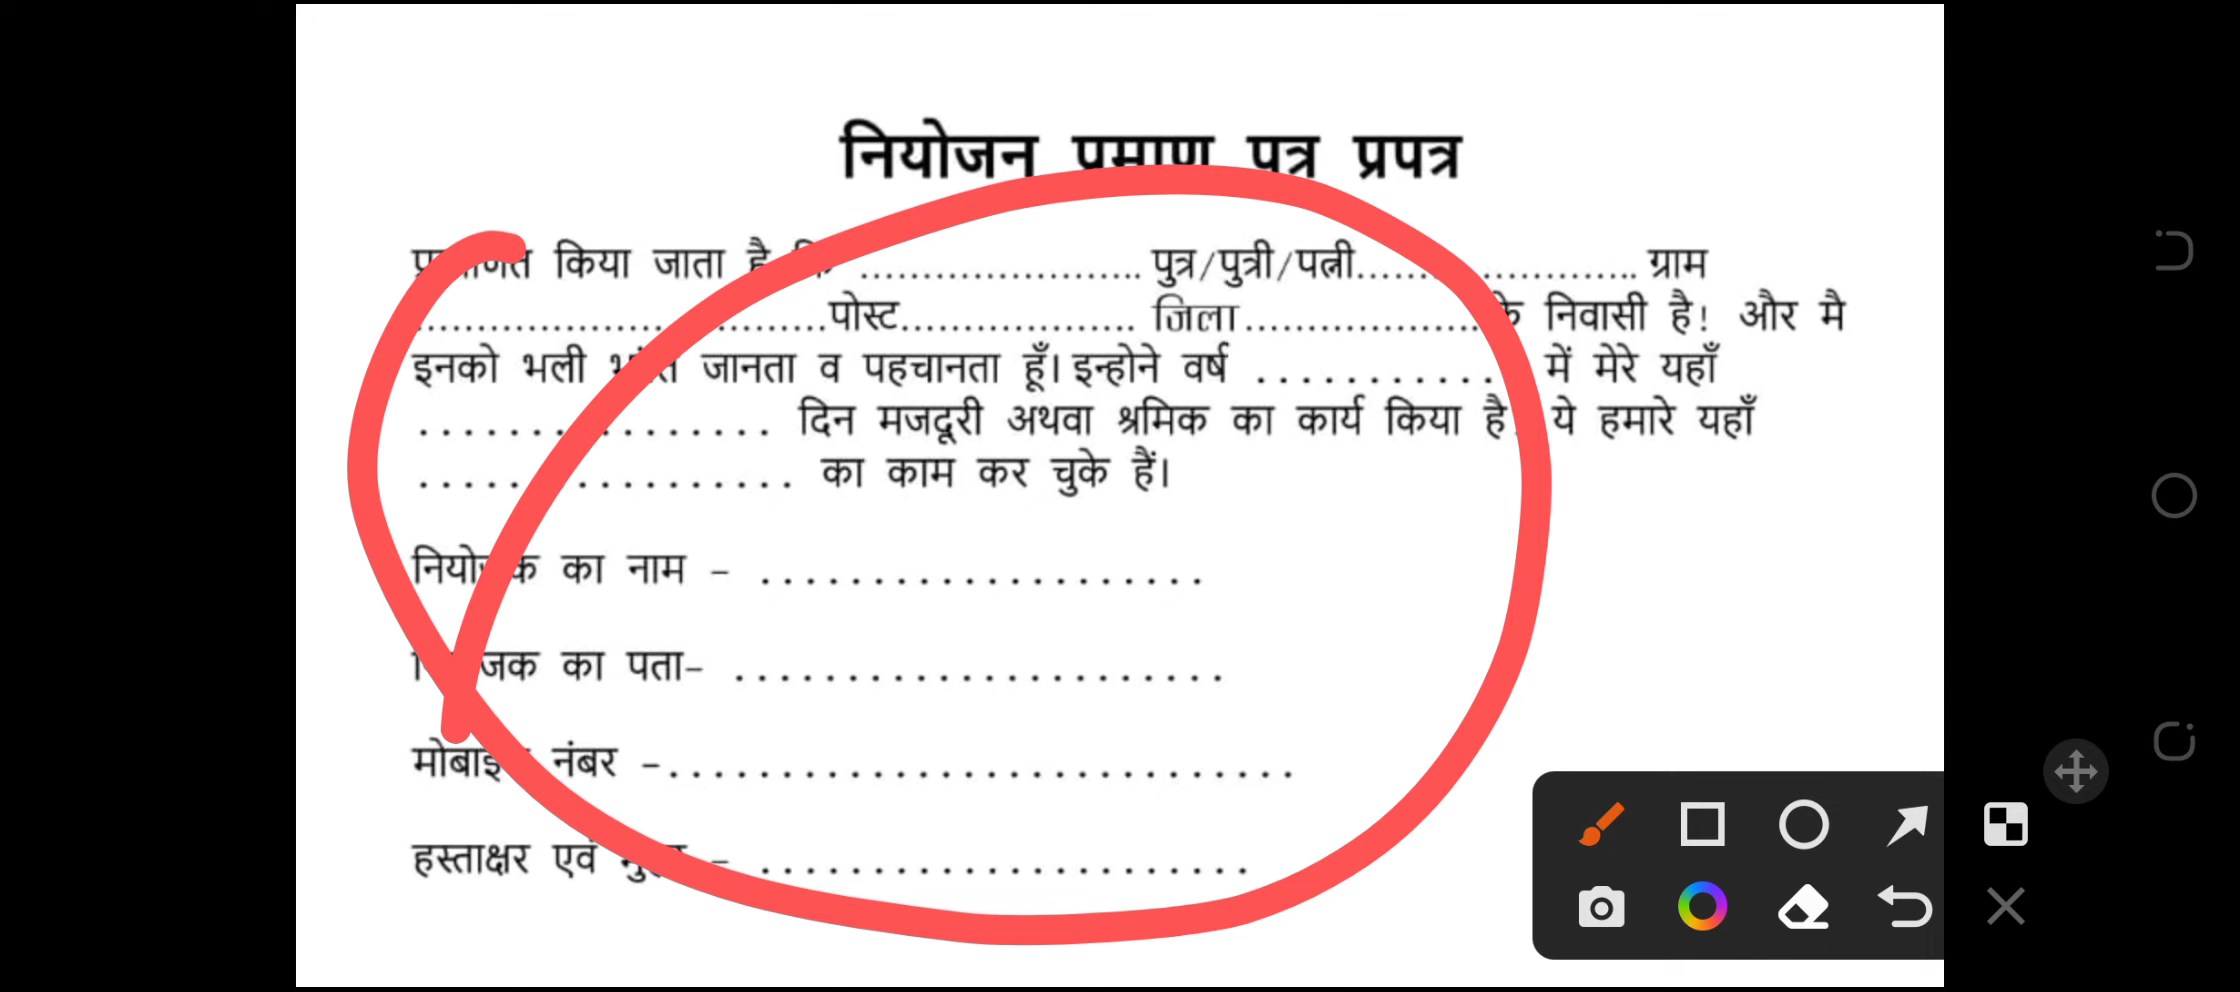 नियोजन प्रमाण पत्र प्रपत्र
किया जाता है ...................... पुत्र/पुत्री/पत्नी...................... ग्राम
................................पोस्ट................... जिला................... के निवासी है! और मै
इनको भली जानता व पहचानता हूँ। इन्होने वर्ष ........... में मेरे यहाँ
................ दिन मजदूरी अथवा श्रमिक का कार्य किया है ये हमारे यहाँ
................. का काम कर चुके हैं।
नियोजक का नाम – ....................
का पता– ......................
नंबर –............................
हस्ताक्षर एवं – ......................